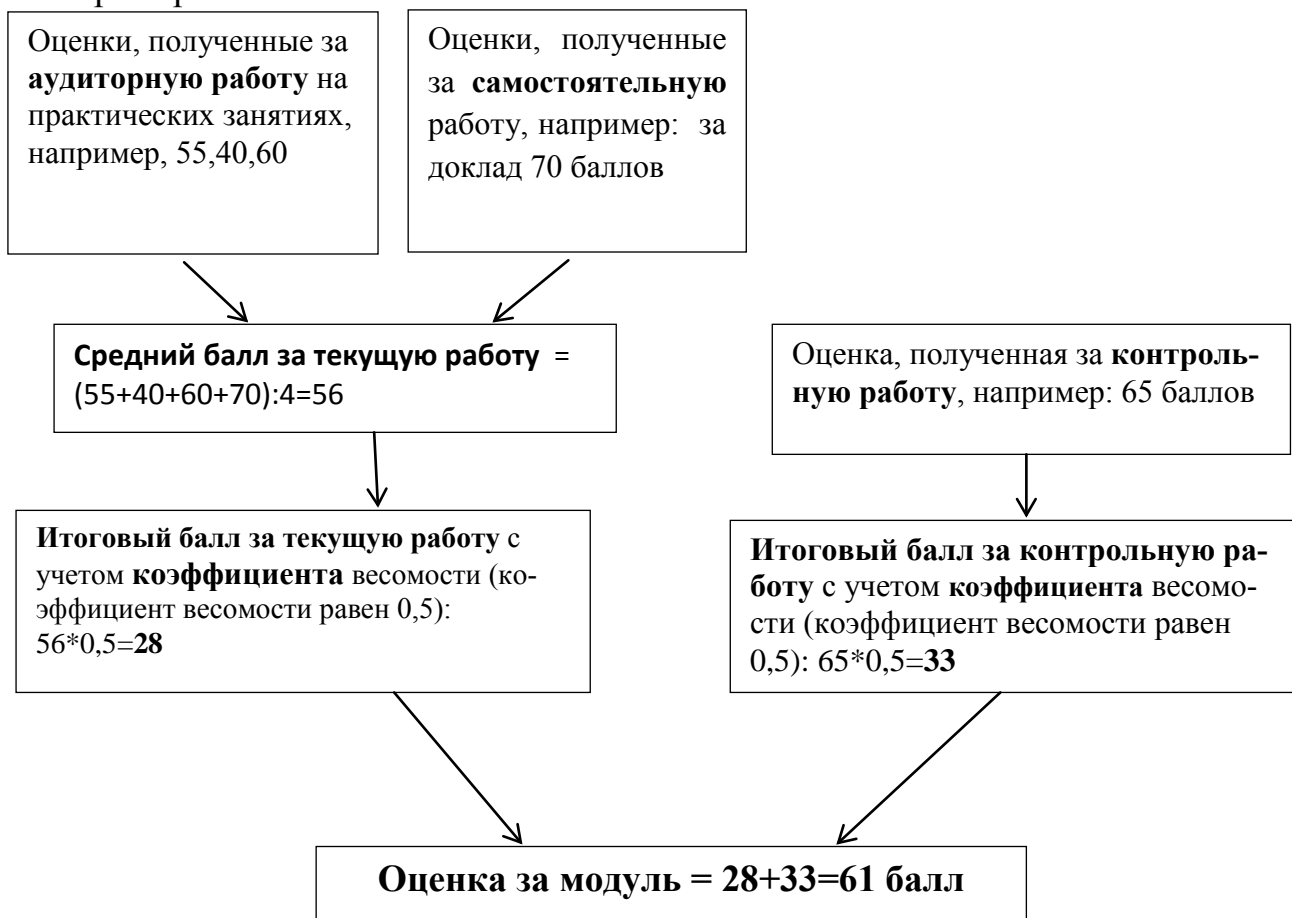 Оценки, полученные за
аудиторную работу на
практических занятиях,
например, 55,40,60
Оценки, полученные
за самостоятельную
работу, например: за
доклад 70 баллов
Средний балл за текущую работу =
(55+40+60+70):4=56
Оценка, полученная за контроль-
ную работу, например: 65 баллов
Итоговый балл за текущую работу с
учетом коэффициента весомости (ко-
эффициент весомости равен 0,5):
56*0,5=28
Итоговый балл за контрольную ра-
боту с учетом коэффициента весомо-
сти (коэффициент весомости равен
0,5): 65*0,5=33
Оценка за модуль = 28+33=61 балл